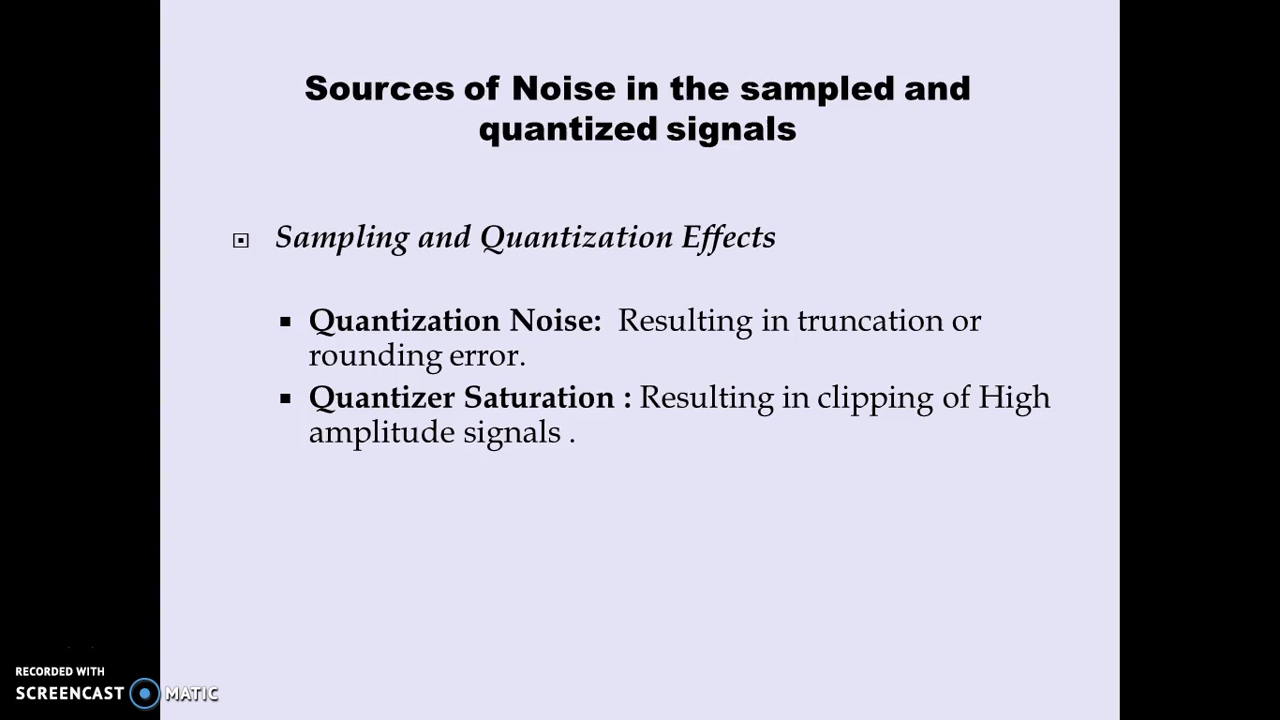 Sources of Noise in the sampled and
quantized signals
Sampling and Quantization Effects
Quantization Noise: Resulting in truncation or
rounding error.
Quantizer Saturation : Resulting in clipping of High
amplitude signals .
RECORDED WITH
SCREENCAST MATIC